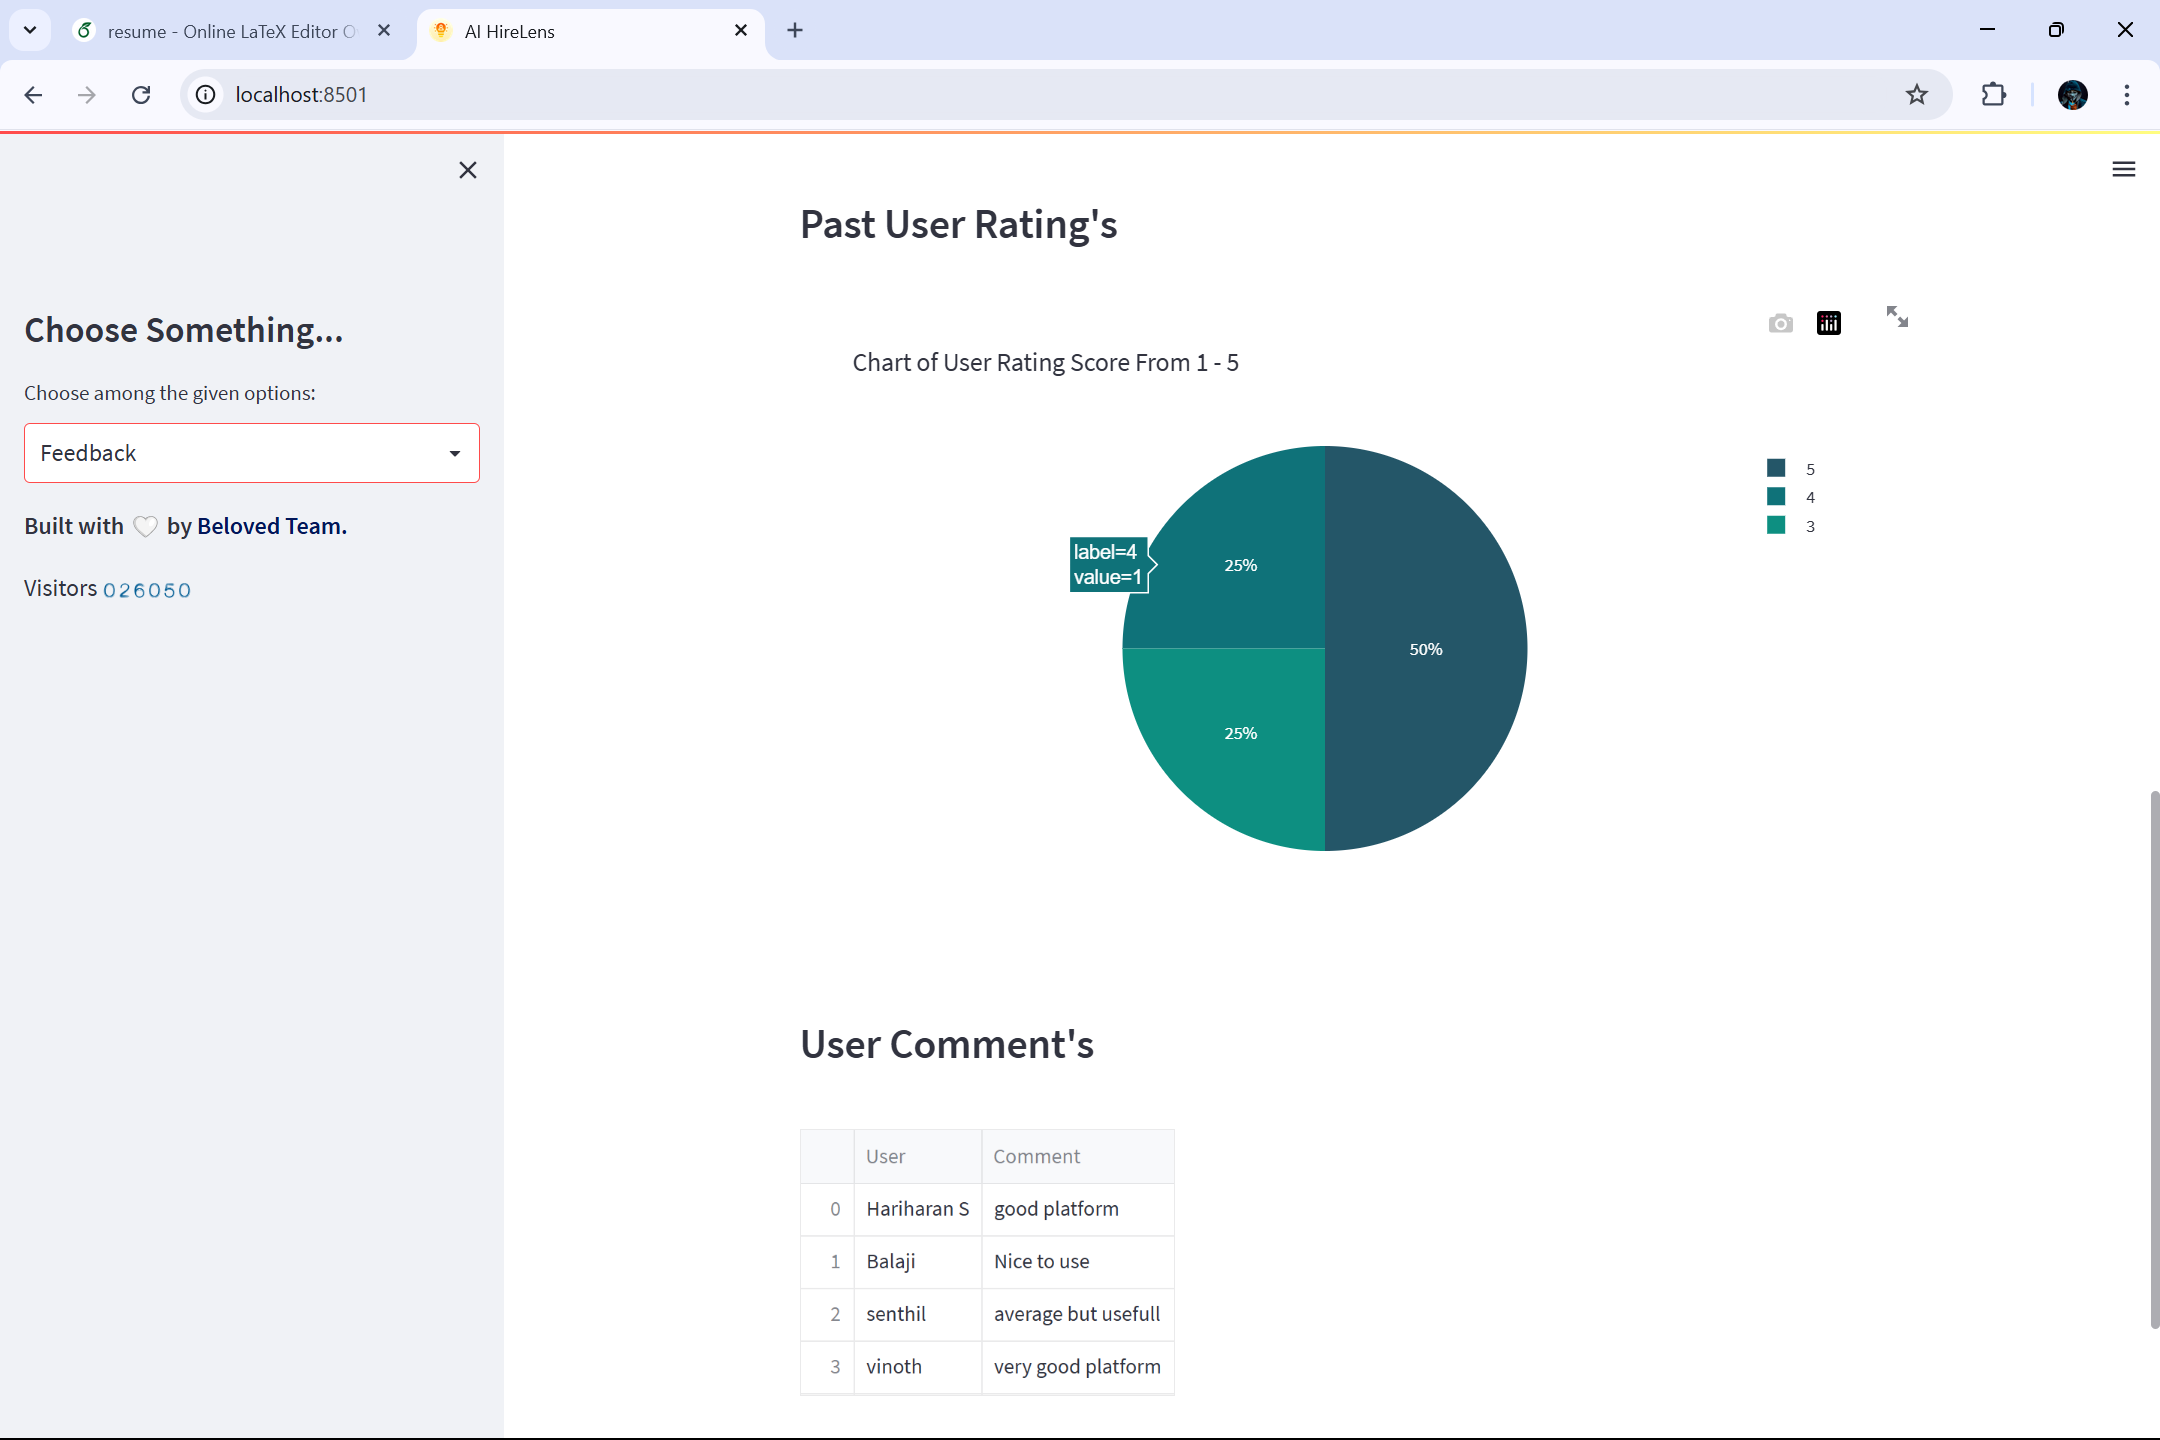 resume - Online LaTeX Editor O
AI HireLens
localhost:8501
Choose Something...
Choose among the given options:
Feedback
Built with 🤍 by Beloved Team.
Visitors 026050
Past User Rating's
Chart of User Rating Score From 1 - 5
5
4
3
label=4
value=1
25%
50%
25%
User Comment's
User Comment
0 Hariharan S good platform
1 Balaji Nice to use
2 senthil average but usefull
3 vinoth very good platform